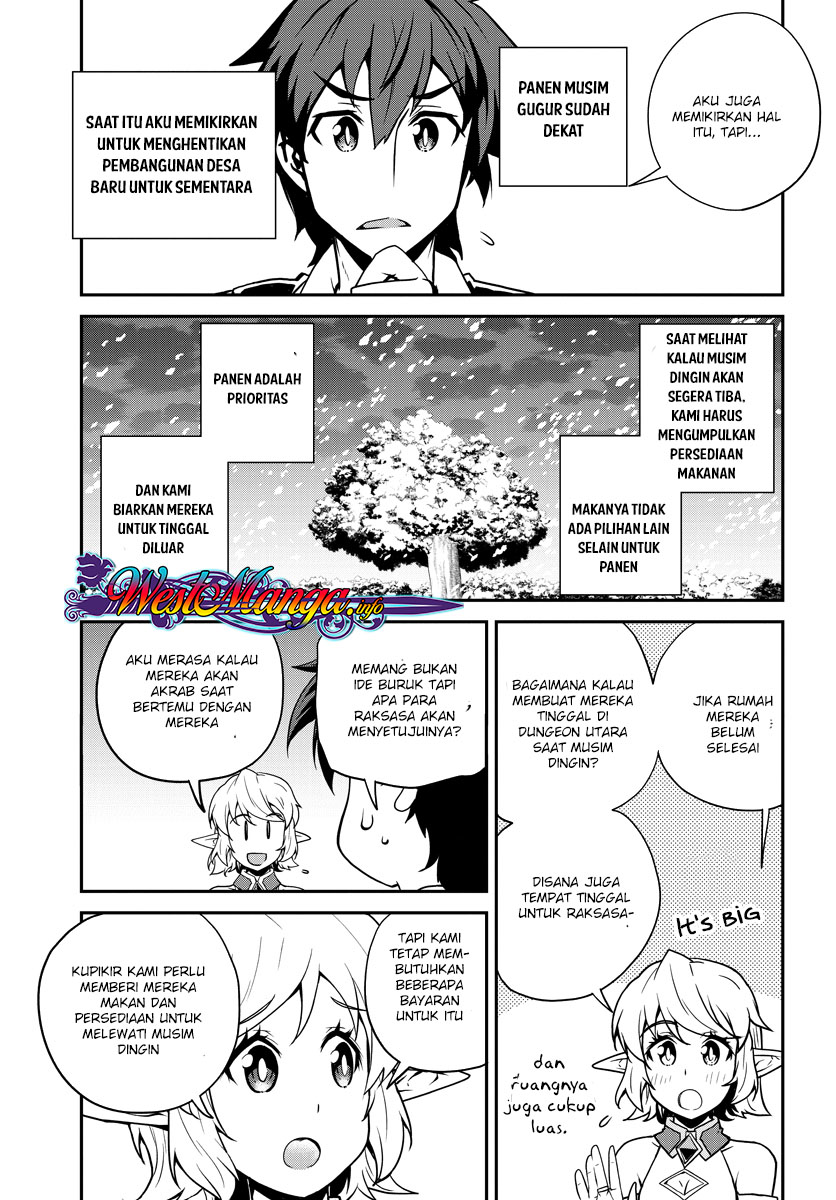 AKU JUGA
MEMIKIRKAN HAL
ITU, TAPI...
PANEN MUSIM
GUGUR SUDAH
DEKAT
SAAT ITU AKU MEMIKIRKAN
UNTUK MENGHENTIKAN
PEMBANGUNAN DESA
BARU UNTUK SEMENTARA
SAAT MELIHAT
KALAU MUSIM
DINGIN AKAN
SEGERA TIBA,
KAMI HARUS
MENGUMPULKAN
PERSEDIAAN
MAKANAN
MAKANYA TIDAK
ADA PILIHAN LAIN
SELAIN UNTUK
PANEN
PANEN ADALAH
PRIORITAS
DAN KAMI
BIARKAN MEREKA
UNTUK TINGGAL
DILUAR
WestManga.info
JIKA RUMAH
MEREKA
BELUM
SELESAI
BAGAIMANA KALAU
MEMBUAT MEREKA
TINGGAL DI
DUNGEON UTARA
SAAT MUSIM
DINGIN?
DISANA JUGA
TEMPAT TINGGAL
UNTUK RAKSASA-
IT'S BIG
dan
ruangnya
juga cukup
luas.
MEMANG BUKAN
IDE BURUK TAPI
APA PARA
RAKSASA AKAN
MENYETUJUINYA?
AKU MERASA KALAU
MEREKA AKAN
AKRAB SAAT
BERTEMU DENGAN
MEREKA
TAPI KAMI
TETAP MEM-
BUTUHKAN
BEBERAPA
BAYARAN
UNTUK ITU
KUPIKIR KAMI PERLU
MEMBERI MEREKA
MAKAN DAN
PERSEDIAAN UNTUK
MELEWATI MUSIM
DINGIN